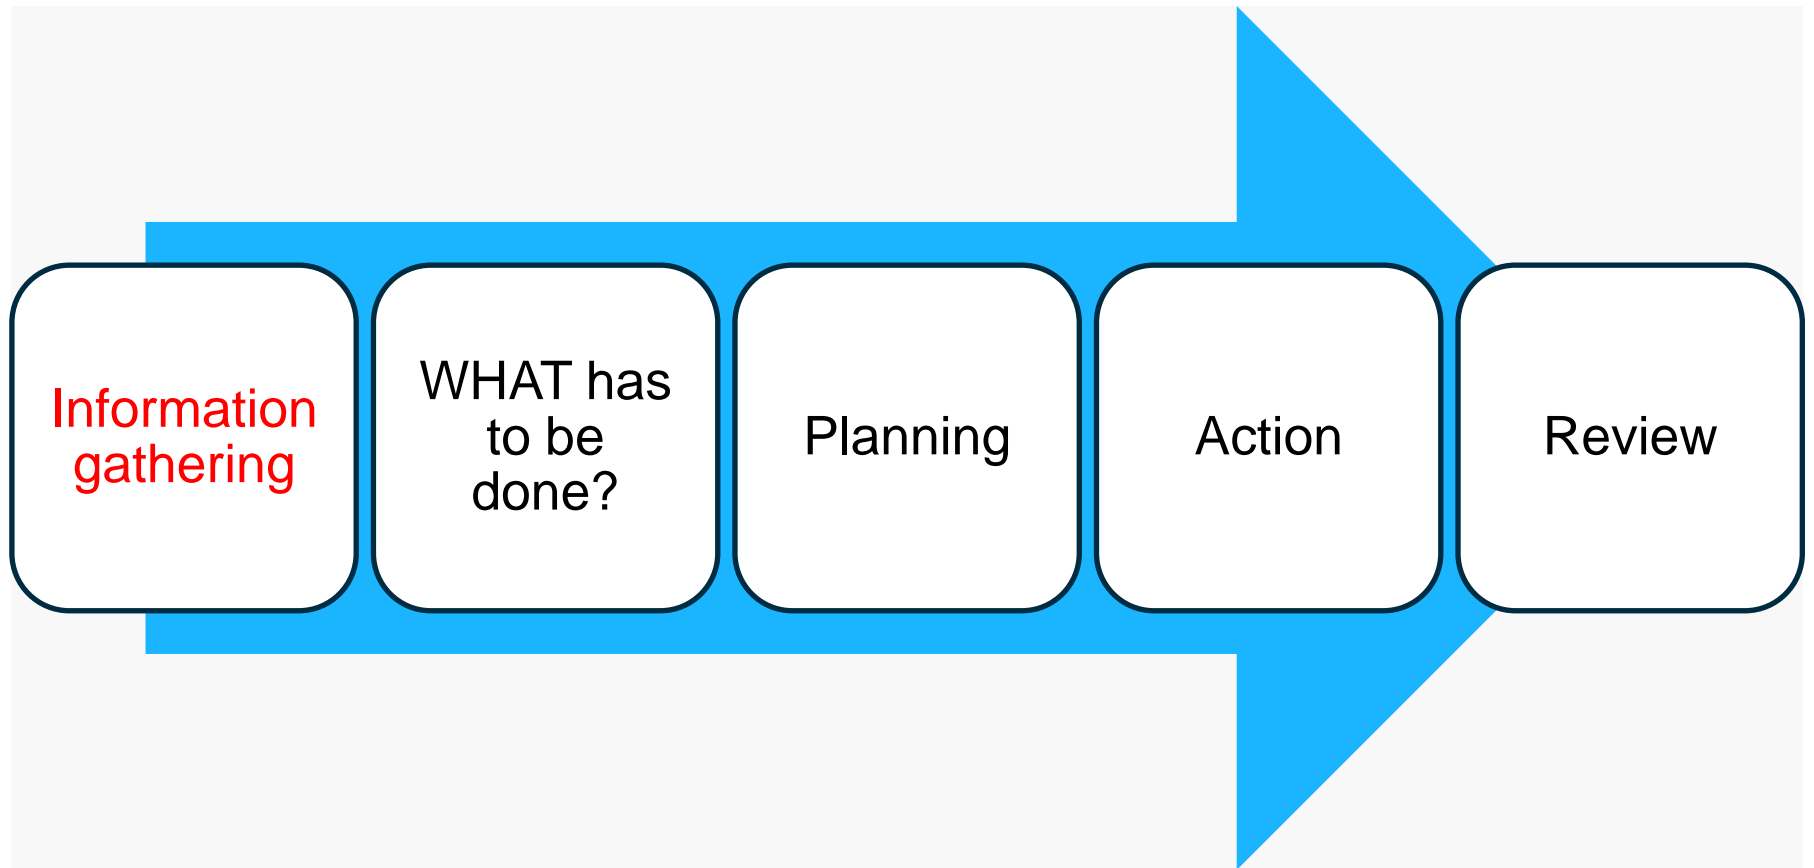 Information
gathering
WHAT has
to be
done?
Planning
Action
Review